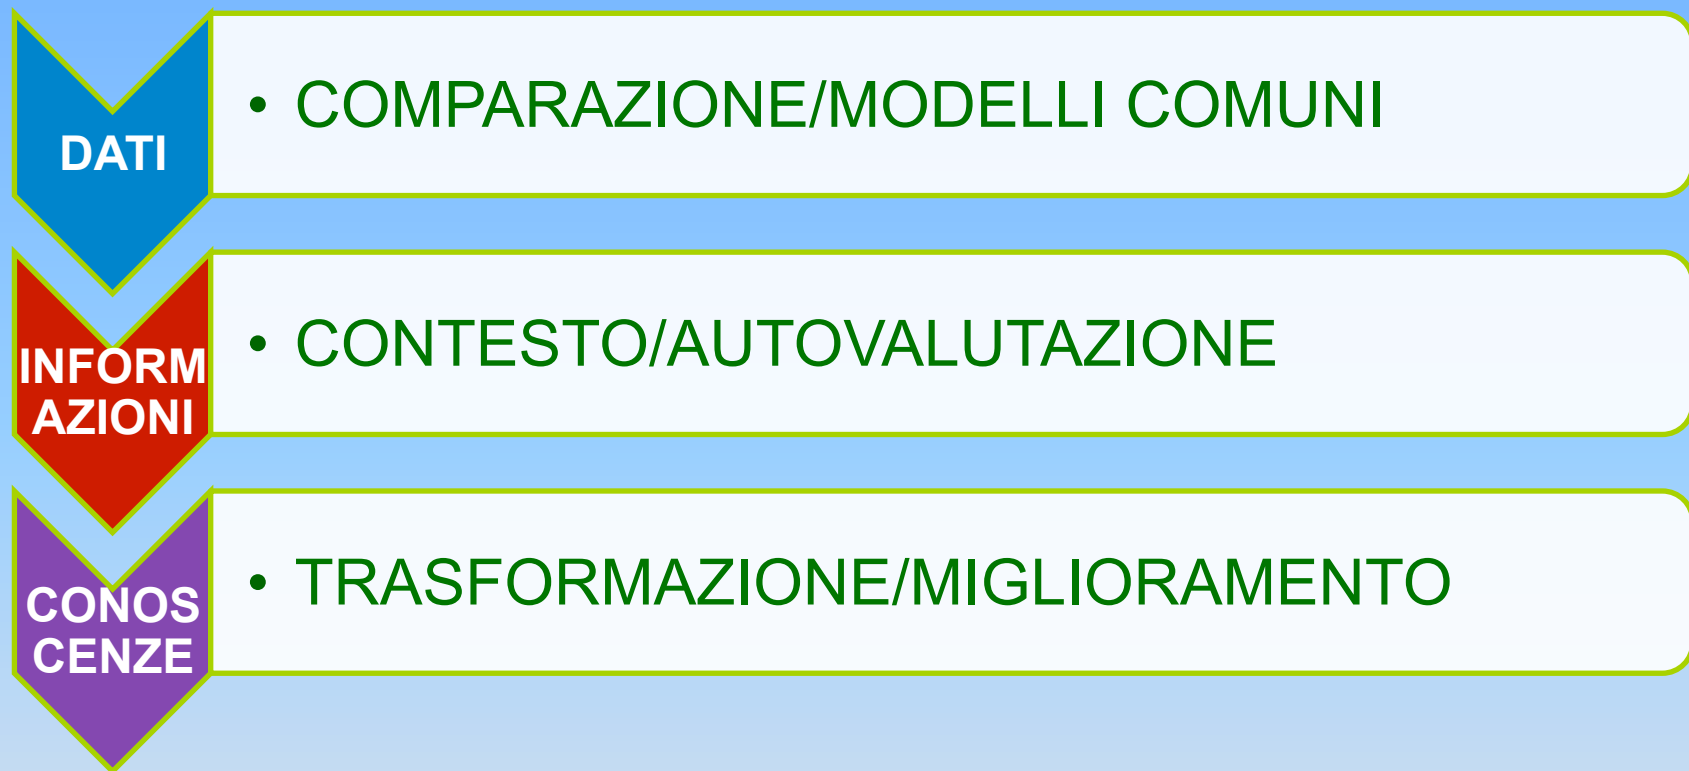 DATI
• COMPARAZIONE/MODELLI COMUNI
INFORM
AZIONI
• CONTESTO/AUTOVALUTAZIONE
CONOS
CENZE
• TRASFORMAZIONE/MIGLIORAMENTO